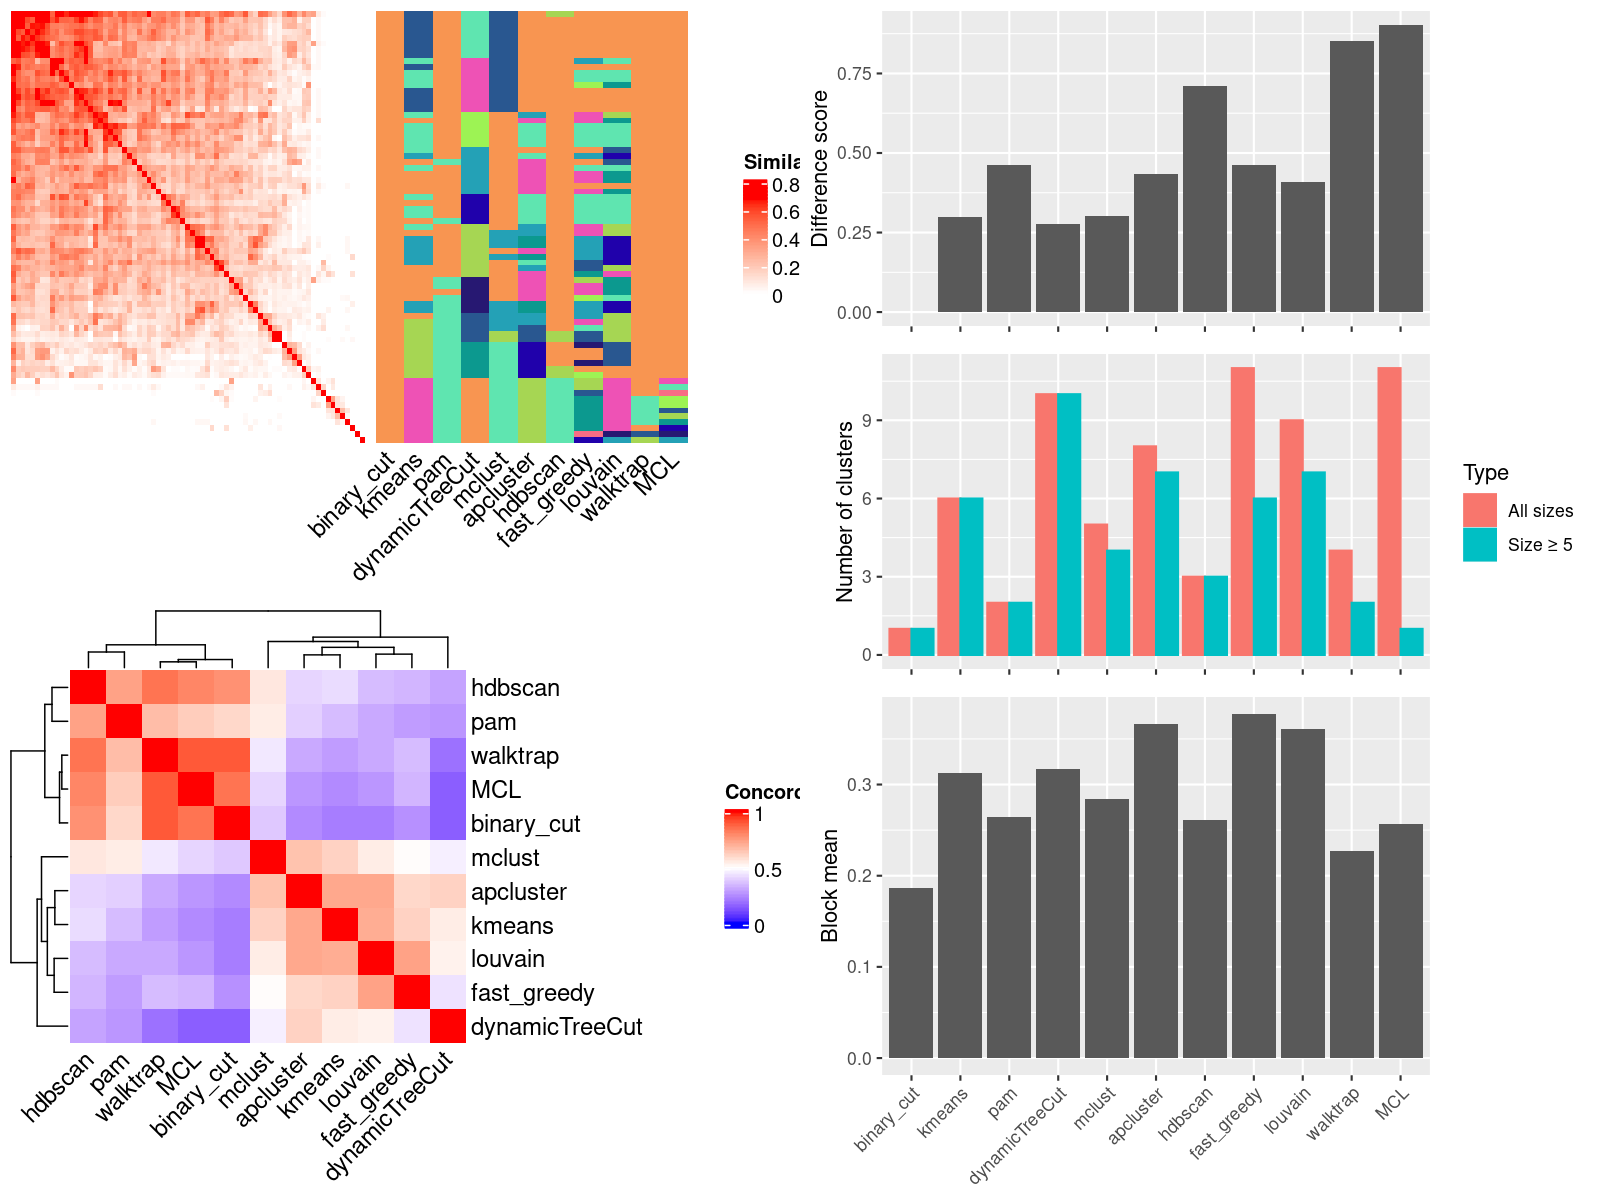 Simila
0.8
0.6
0.4
0.2
0
binary_cut
kmeans
pam
dynamicTreeCut
mclust
apcluster
hdbscan
fast_greedy
louvain
walktrap
MCL
Difference score
0.75
0.50
0.25
0.00
Number of clusters
9
6
3
0
Type
All sizes
Size ≥ 5
hdbscan
pam
walktrap
MCL
binary_cut
mclust
apcluster
kmeans
louvain
fast_greedy
dynamicTreeCut
hdbscan
pam
walktrap
MCL
binary_cut
mclust
apcluster
kmeans
louvain
fast_greedy
dynamicTreeCut
Concord
1
0.5
0
Block mean
0.3
0.2
0.1
0.0
binary_cut
kmeans
pam
dynamicTreeCut
mclust
apcluster
hdbscan
fast_greedy
louvain
walktrap
MCL